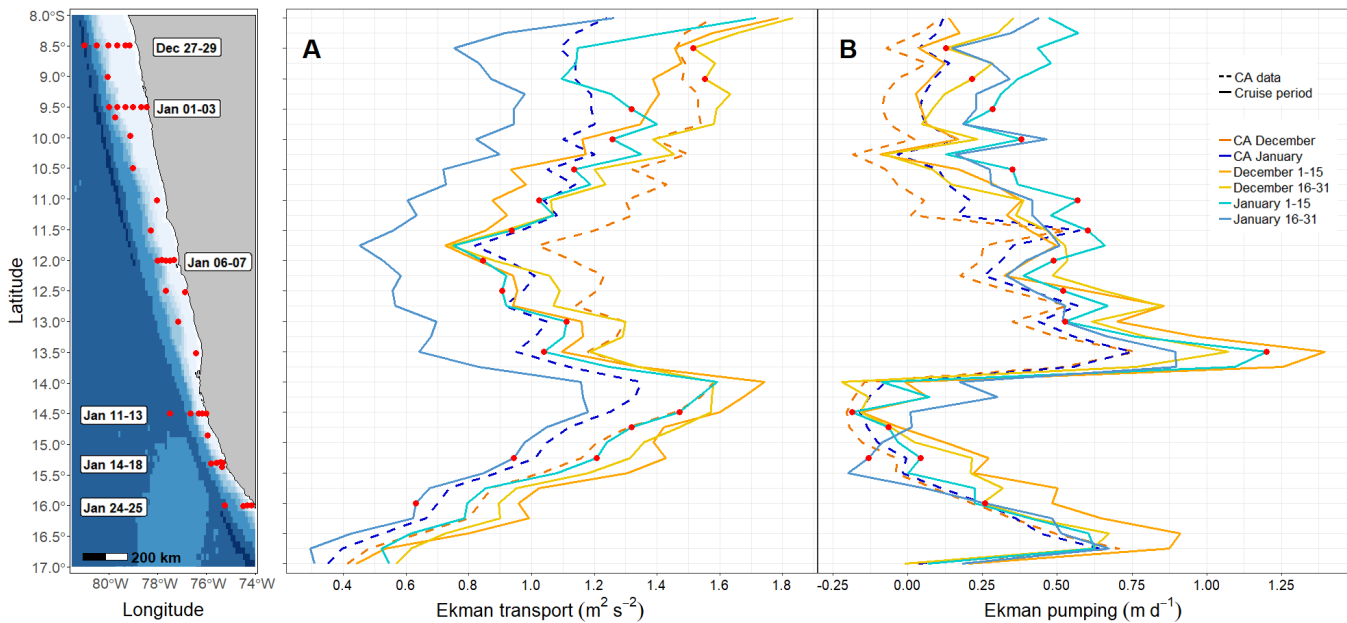 A
B
8.0°S
8.5°
9.0°
9.5°
10.0°
10.5°
11.0°
11.5°
12.0°
12.5°
13.0°
13.5°
14.0°
14.5°
15.0°
15.5°
16.0°
16.5°
17.0°
Latitude
Dec 27-29
Jan 01-03
Jan 06-07
Jan 11-13
Jan 14-18
Jan 24-25
200 km
80°W 78°W 76°W 74°W
Longitude
0.4 0.6 0.8 1.0 1.2 1.4 1.6 1.8
Ekman transport (m² s⁻²)
CA data
Cruise period
CA December
CA January
December 1-15
December 16-31
January 1-15
January 16-31
-0.25 0.00 0.25 0.50 0.75 1.00 1.25
Ekman pumping (m d⁻¹)